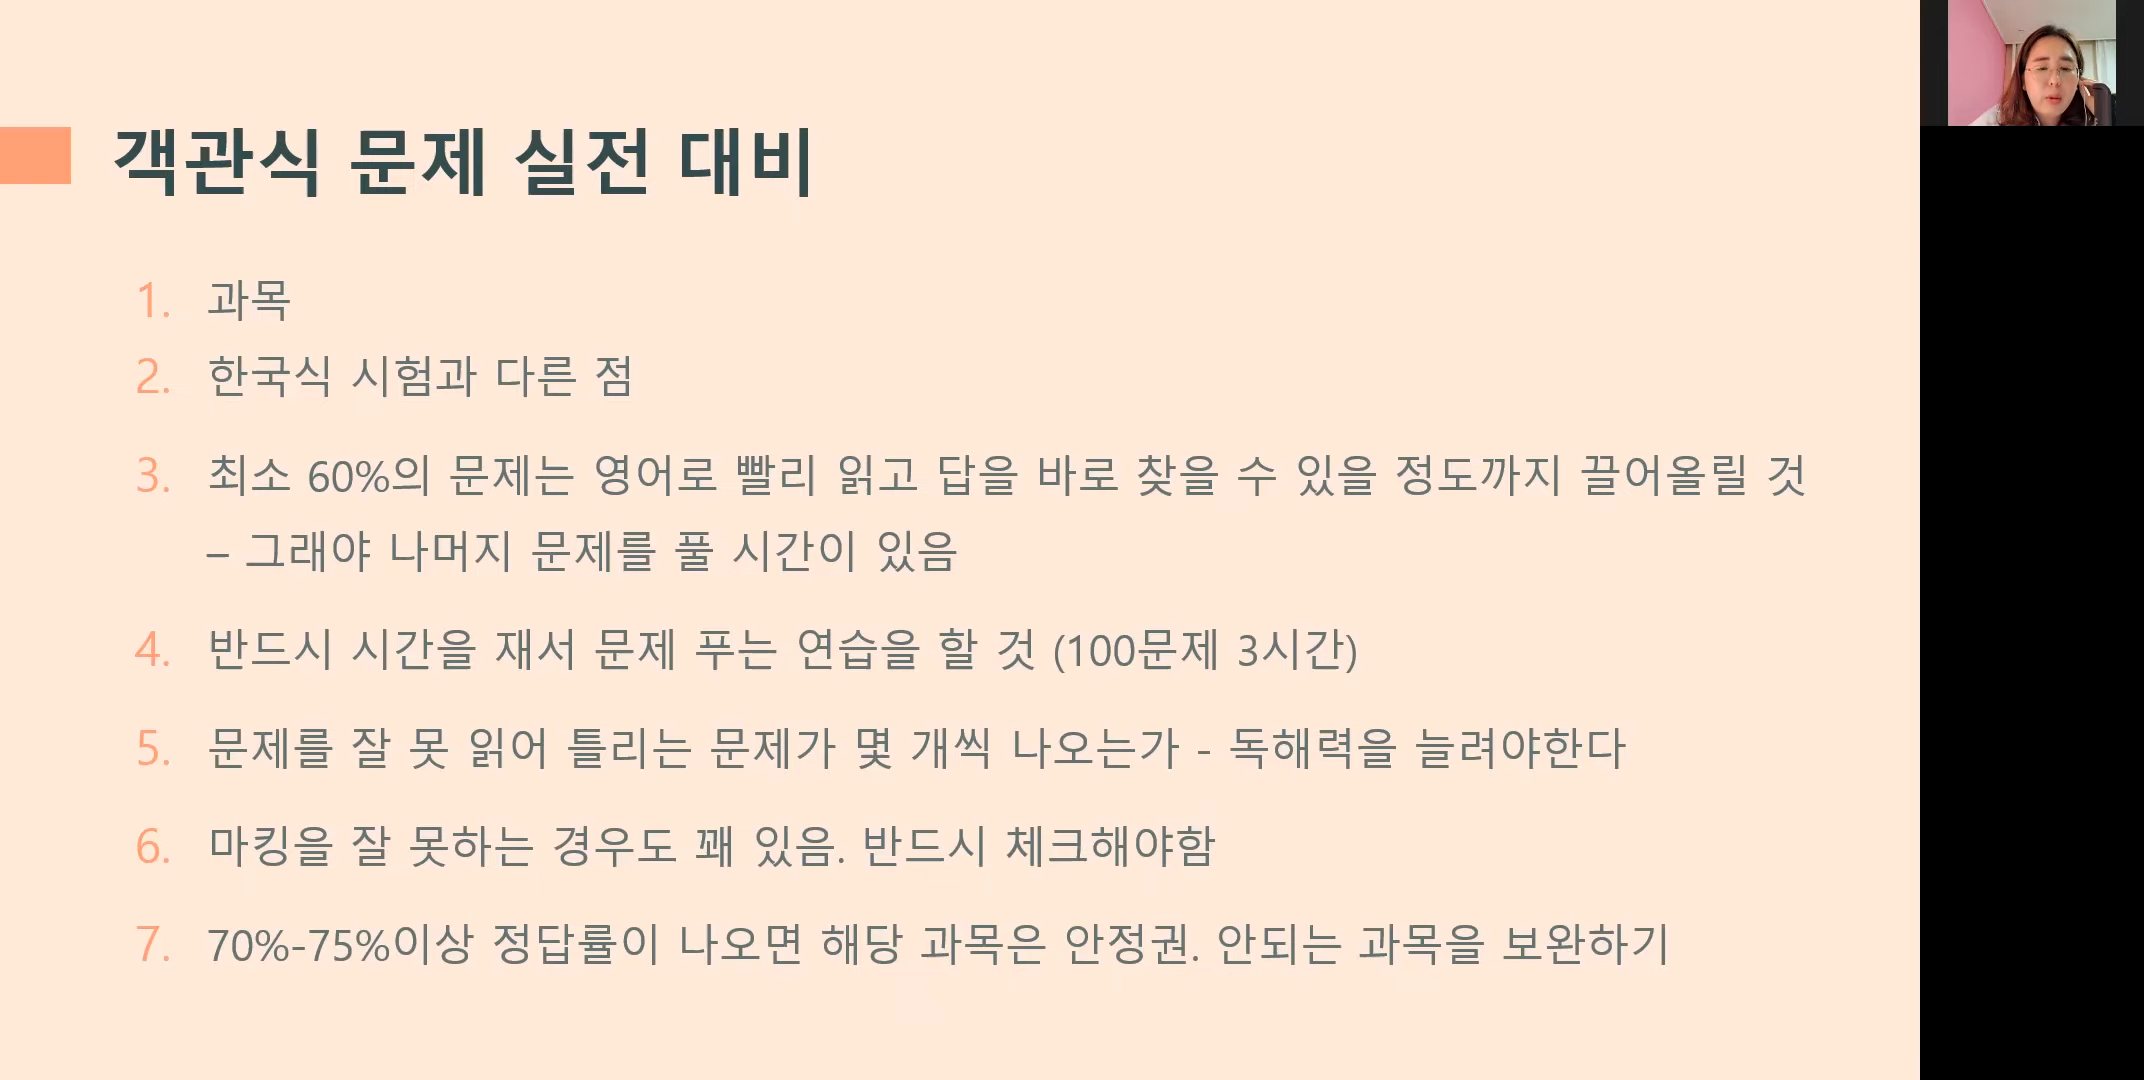 객관식 문제 실전 대비
1. 과목
2. 한국식 시험과 다른 점
3. 최소 60%의 문제는 영어로 빨리 읽고 답을 바로 찾을 수 있을 정도까지 끌어올릴 것
– 그래야 나머지 문제를 풀 시간이 있음
4. 반드시 시간을 재서 문제 푸는 연습을 할 것 (100문제 3시간)
5. 문제를 잘 못 읽어 틀리는 문제가 몇 개씩 나오는가 - 독해력을 늘려야한다
6. 마킹을 잘 못하는 경우도 꽤 있음. 반드시 체크해야함
7. 70%-75%이상 정답률이 나오면 해당 과목은 안정권. 안되는 과목을 보완하기